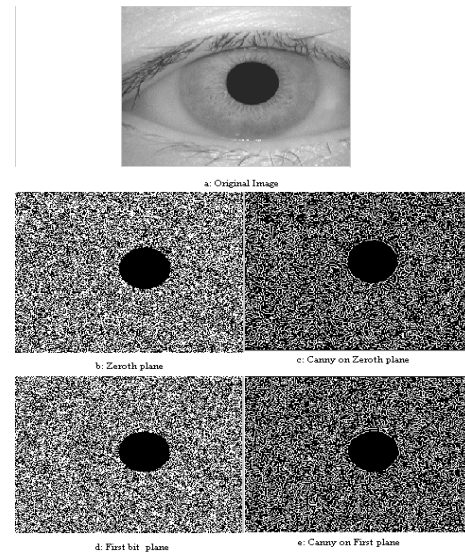 a: Original Image
b: Zeroth plane
c: Canny on Zeroth plane
d: First bit plane
e: Canny on First plane